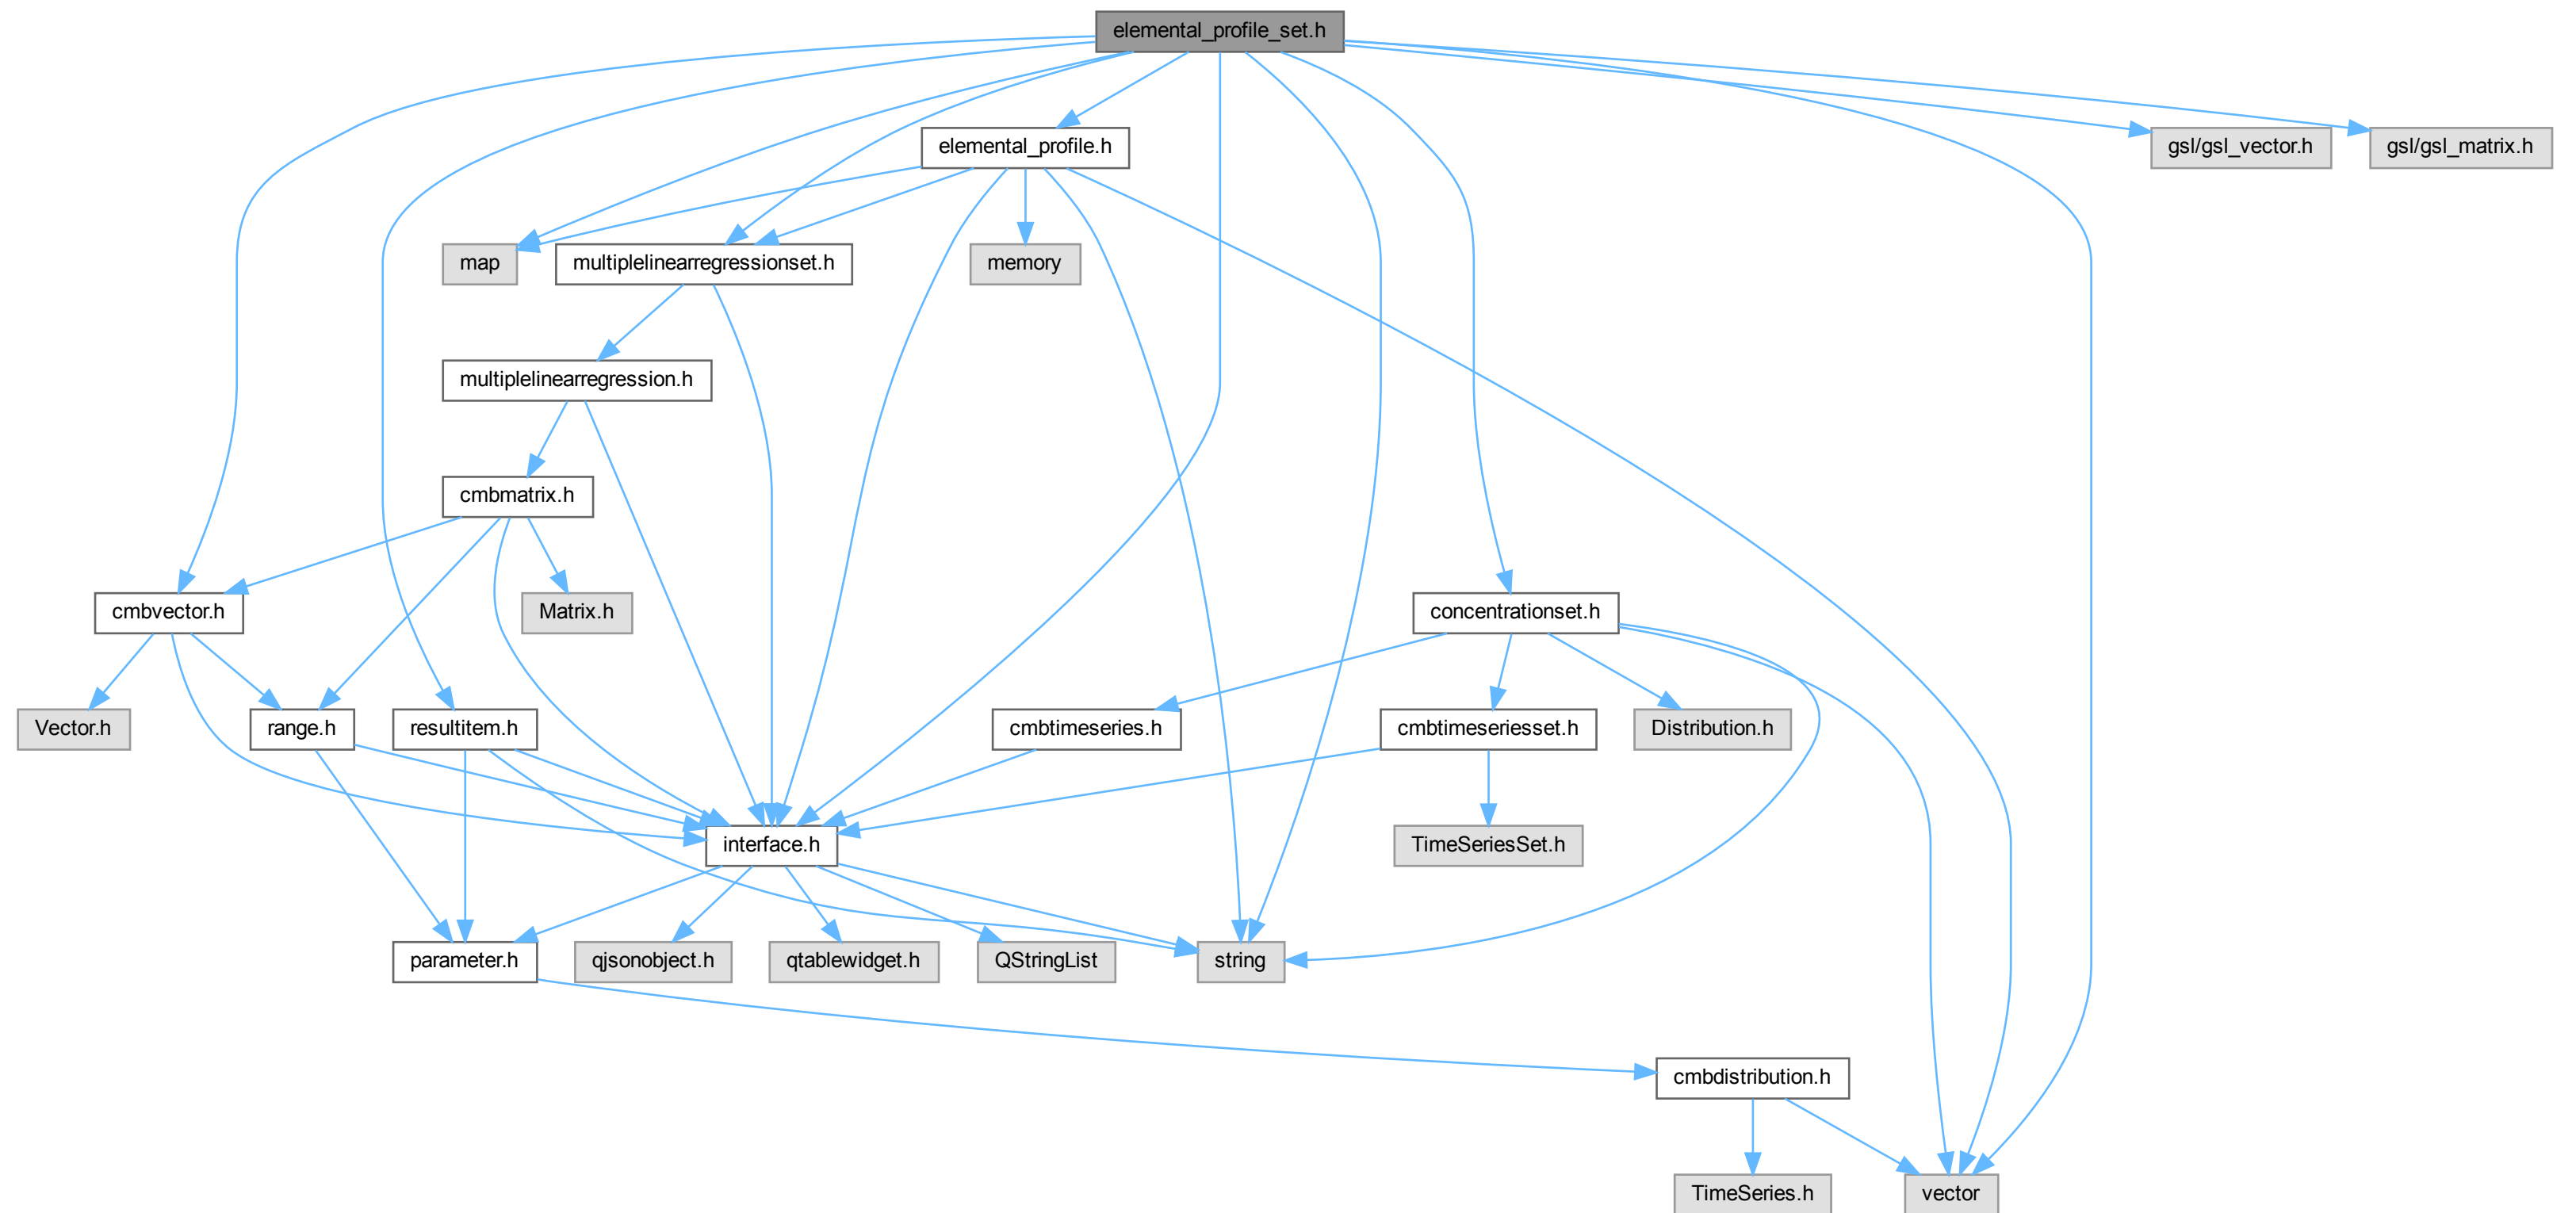 elemental_profile_set.h
elemental_profile.h
gsl/gsl_vector.h
gsl/gsl_matrix.h
map
multiplelinearregressionset.h
memory
multiplelinearregression.h
cmbmatrix.h
cmbvector.h
Matrix.h
concentrationset.h
Vector.h
range.h
resultitem.h
cmbtimeseries.h
cmbtimeseriesset.h
Distribution.h
interface.h
TimeSeriesSet.h
parameter.h
qjsonobject.h
qtablewidget.h
QStringList
string
cmbdistribution.h
TimeSeries.h
vector